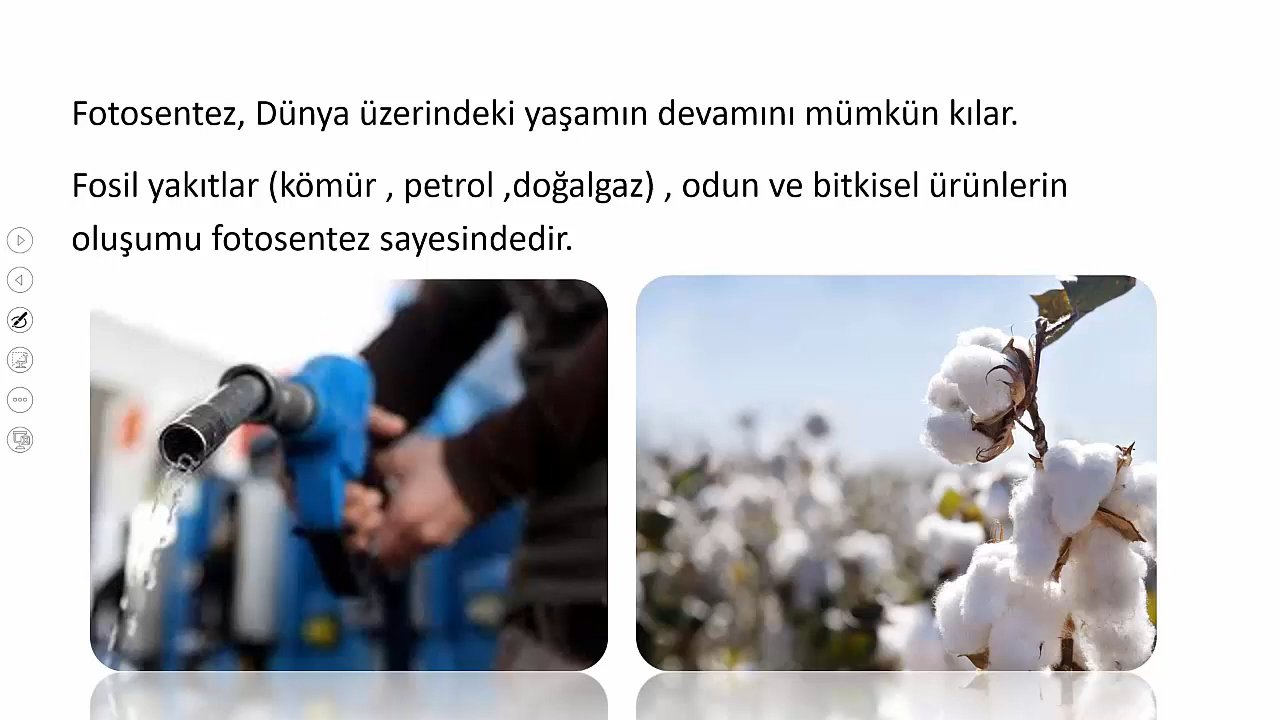 Fotosentez, Dünya üzerindeki yaşamın devamını mümkün kılar.
Fosil yakıtlar (kömür , petrol ,doğalgaz) , odun ve bitkisel ürünlerin
oluşumu fotosentez sayesindedir.